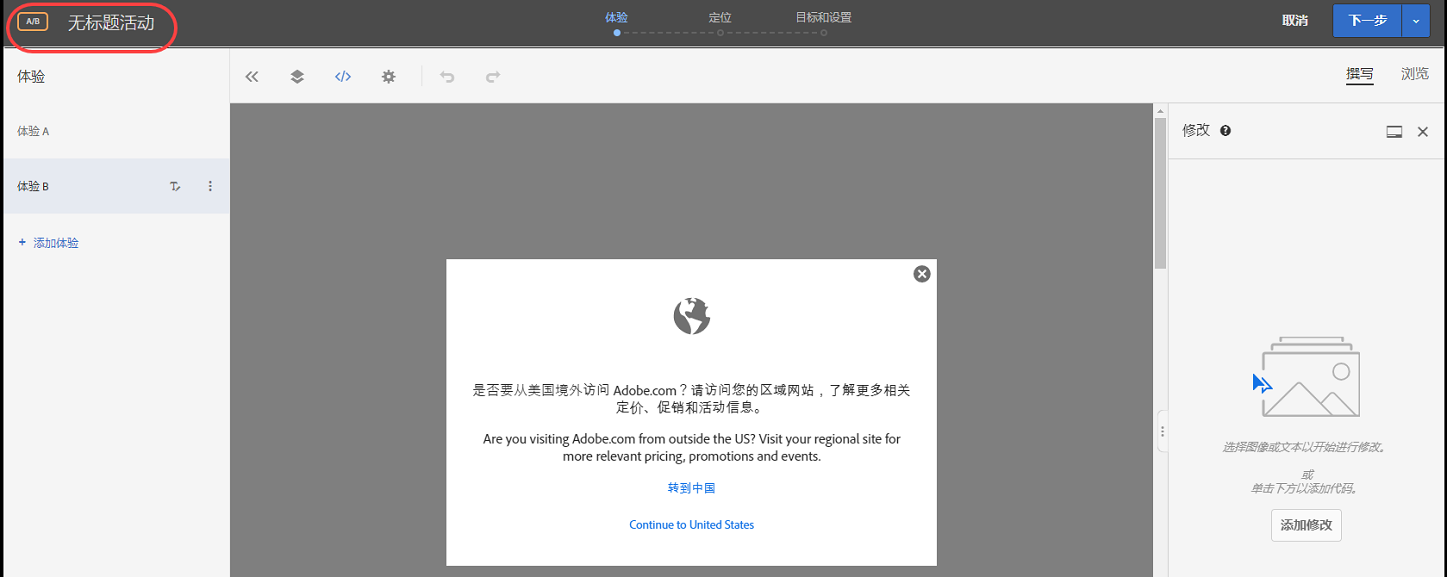 A/B 无标题活动 体验 定位 目标和设置 取消 下一步
体验 撰写 浏览
体验 A
修改
体验 B
添加体验
是否要从美国境外访问 Adobe.com？请访问您的区域网站，了解更多相关
定价、促销和活动信息。
Are you visiting Adobe.com from outside the US? Visit your regional site for
more relevant pricing, promotions and events.
转到中国
Continue to United States
选择图像或文本以开始进行修改。
或
单击下方以添加代码。
添加修改